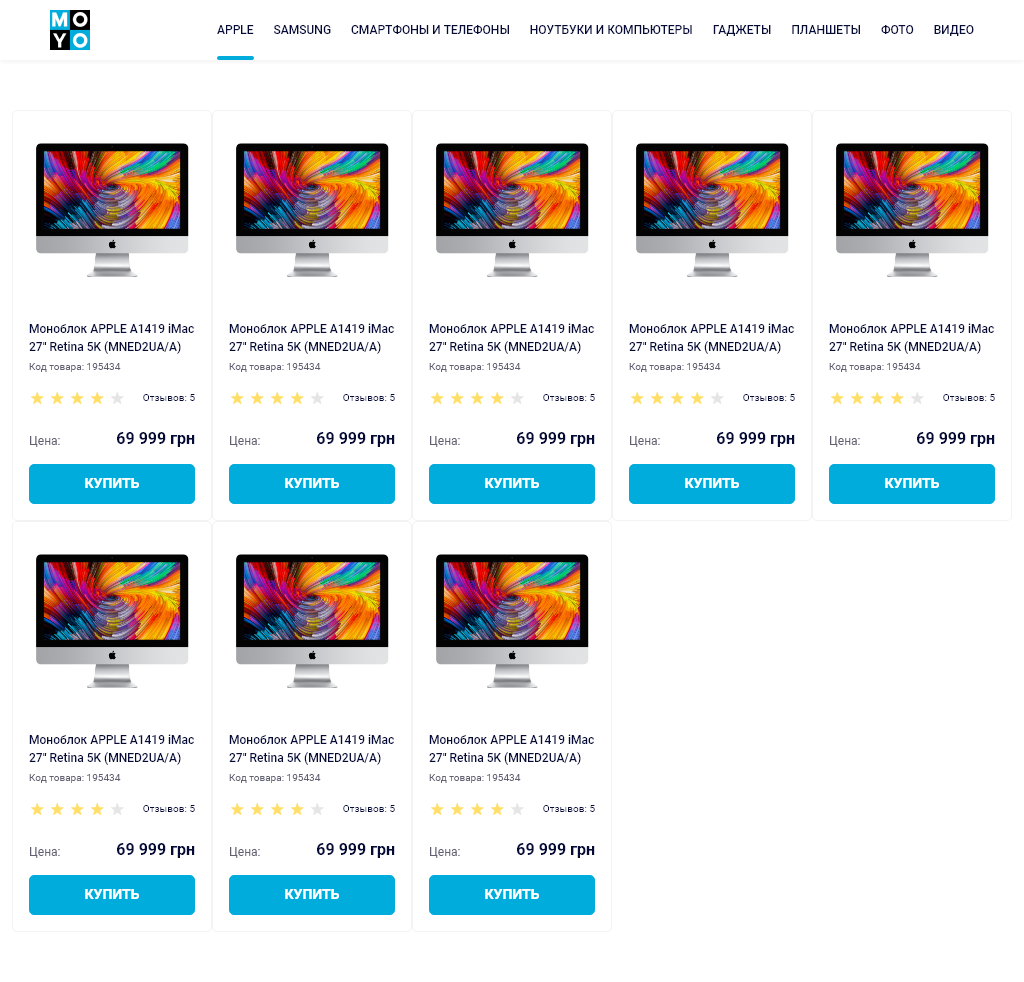 MO
YO
APPLE SAMSUNG СМАРТФОНЫ И ТЕЛЕФОНЫ НОУТБУКИ И КОМПЬЮТЕРЫ ГАДЖЕТЫ ПЛАНШЕТЫ ФОТО ВИДЕО
Моноблок APPLE A1419 iMac
27" Retina 5K (MNED2UA/A)
Код товара: 195434
Отзывов: 5
Цена: 69 999 грн
КУПИТЬ
Моноблок APPLE A1419 iMac
27" Retina 5K (MNED2UA/A)
Код товара: 195434
Отзывов: 5
Цена: 69 999 грн
КУПИТЬ
Моноблок APPLE A1419 iMac
27" Retina 5K (MNED2UA/A)
Код товара: 195434
Отзывов: 5
Цена: 69 999 грн
КУПИТЬ
Моноблок APPLE A1419 iMac
27" Retina 5K (MNED2UA/A)
Код товара: 195434
Отзывов: 5
Цена: 69 999 грн
КУПИТЬ
Моноблок APPLE A1419 iMac
27" Retina 5K (MNED2UA/A)
Код товара: 195434
Отзывов: 5
Цена: 69 999 грн
КУПИТЬ
Моноблок APPLE A1419 iMac
27" Retina 5K (MNED2UA/A)
Код товара: 195434
Отзывов: 5
Цена: 69 999 грн
КУПИТЬ
Моноблок APPLE A1419 iMac
27" Retina 5K (MNED2UA/A)
Код товара: 195434
Отзывов: 5
Цена: 69 999 грн
КУПИТЬ
Моноблок APPLE A1419 iMac
27" Retina 5K (MNED2UA/A)
Код товара: 195434
Отзывов: 5
Цена: 69 999 грн
КУПИТЬ